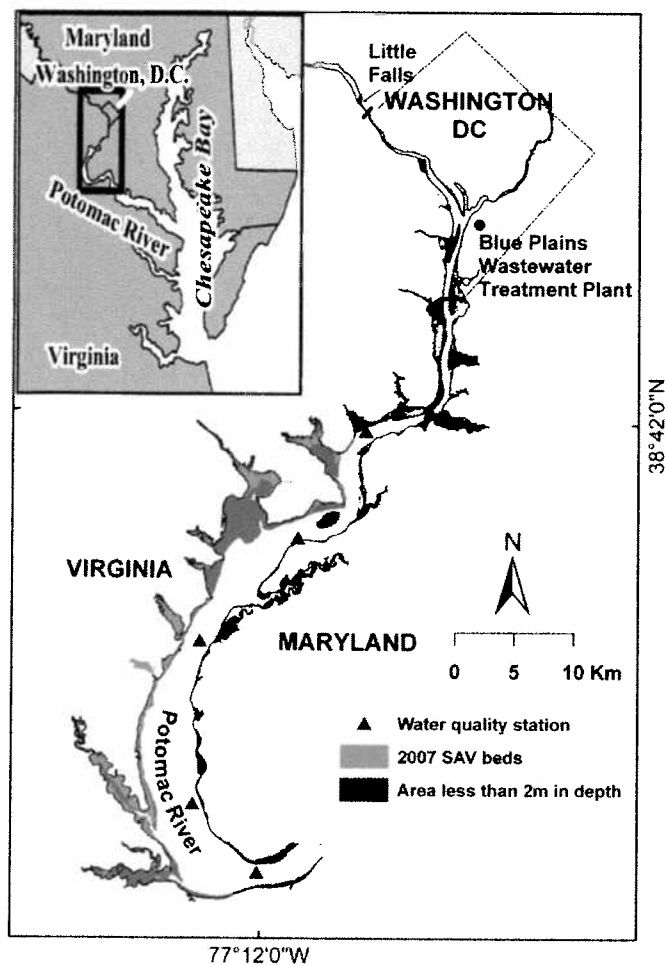 Maryland
Washington, D.C.
Potomac River
Chesapeake Bay
Virginia
Little
Falls
WASHINGTON
DC
Blue Plains
Wastewater
Treatment Plant
38°42'0"N
VIRGINIA
MARYLAND
N
0 5 10 Km
Potomac River
Water quality station
2007 SAV beds
Area less than 2m in depth
77°12'0"W